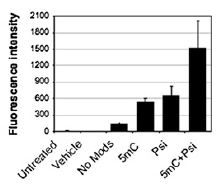 Fluorescence intensity
2100
1800
1500
1200
900
600
300
0
Untreated
Vehicle
No Mods
5mC
Psi
5mC+Psi